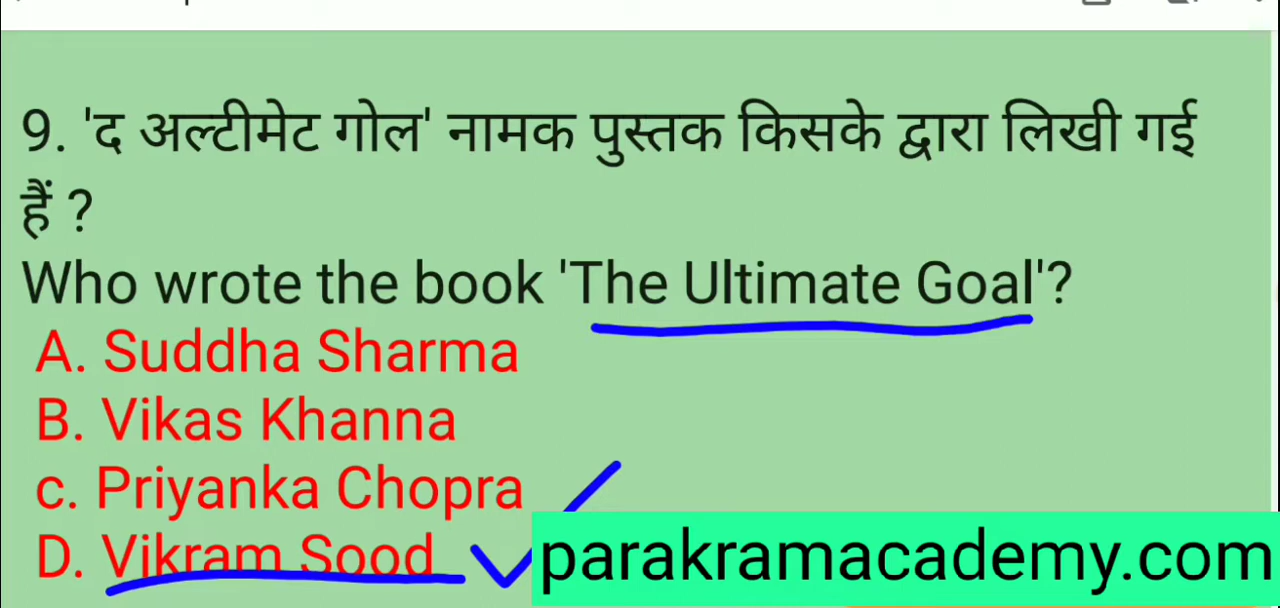 9. 'द अल्टीमेट गोल' नामक पुस्तक किसके द्वारा लिखी गई
हैं ?
Who wrote the book 'The Ultimate Goal'?
A. Suddha Sharma
B. Vikas Khanna
c. Priyanka Chopra
D. Vikram Sood
parakramacademy.com